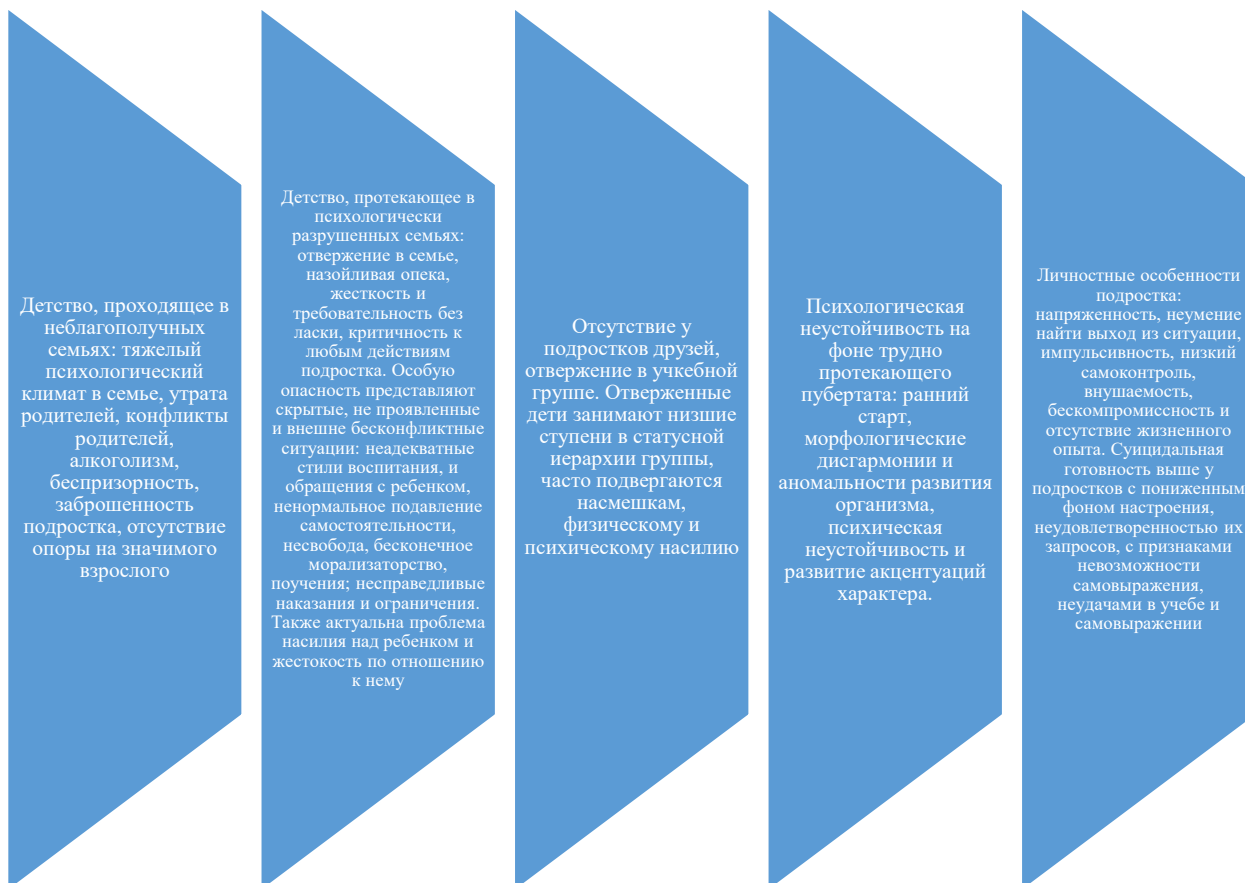 Детство, проходящее в
неблагополучных
семьях: тяжелый
психологический
климат в семье, утрата
родителей, конфликты
родителей,
алкоголизм,
беспризорность,
заброшенность
подростка, отсутствие
опоры на значимого
взрослого
Детство, протекающее в
психологически
разрушенных семьях:
отвержение в семье,
назойливая опека,
жесткость и
требовательность без
ласки, критичность к
любым действиям
подростка. Особую
опасность представляют
скрытые, не проявленные
и внешне бесконфликтные
ситуации: неадекватные
стили воспитания, и
обращения с ребенком,
ненормальное подавление
самостоятельности,
несвобода, бесконечное
морализаторство,
поучения; несправедливые
наказания и ограничения.
Также актуальна проблема
насилия над ребенком и
жестокость по отношению
к нему
Отсутствие у
подростков друзей,
отвержение в учкебной
группе. Отверженные
дети занимают низшие
ступени в статусной
иерархии группы,
часто подвергаются
насмешкам,
физическому и
психическому насилию
Психологическая
неустойчивость на
фоне трудно
протекающего
пубертата: ранний
старт,
морфологические
дисгармонии и
аномальности развития
организма,
психическая
неустойчивость и
развитие акцентуаций
характера.
Личностные особенности
подростка:
напряженность, неумение
найти выход из ситуации,
импульсивность, низкий
самоконтроль,
внушаемость,
бескомпромиссность и
отсутствие жизненного
опыта. Суицидальная
готовность выше у
подростков с пониженным
фоном настроения,
неудовлетворенностью их
запросов, с признаками
невозможности
самовыражения,
неудачами в учебе и
самовыражении